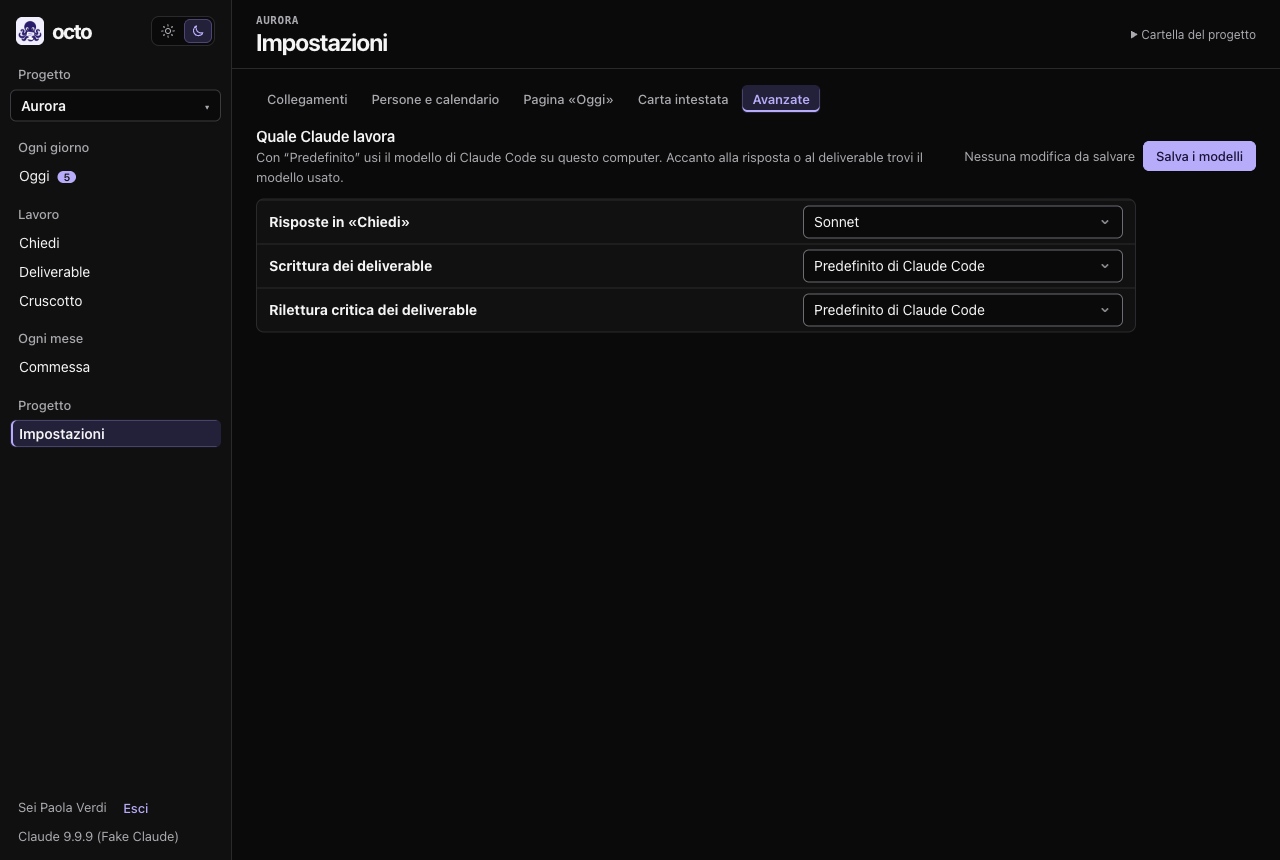 octo
Progetto
Aurora
Ogni giorno
Oggi 5
Lavoro
Chiedi
Deliverable
Cruscotto
Ogni mese
Commessa
Progetto
Impostazioni
Sei Paola Verdi Esci
Claude 9.9.9 (Fake Claude)
AURORA
Impostazioni
Cartella del progetto
Collegamenti Persone e calendario Pagina «Oggi» Carta intestata Avanzate
Quale Claude lavora
Con “Predefinito” usi il modello di Claude Code su questo computer. Accanto alla risposta o al deliverable trovi il
modello usato.
Nessuna modifica da salvare Salva i modelli
Risposte in «Chiedi» Sonnet
Scrittura dei deliverable Predefinito di Claude Code
Rilettura critica dei deliverable Predefinito di Claude Code